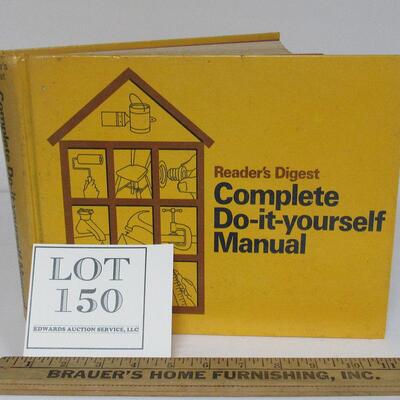 Reader's Digest
Complete
Do-it-yourself
Manual
LOT
150
EDWARDS AUCTION SERVICE, LLC
BRAUER'S HOME FURNISHING, INC.